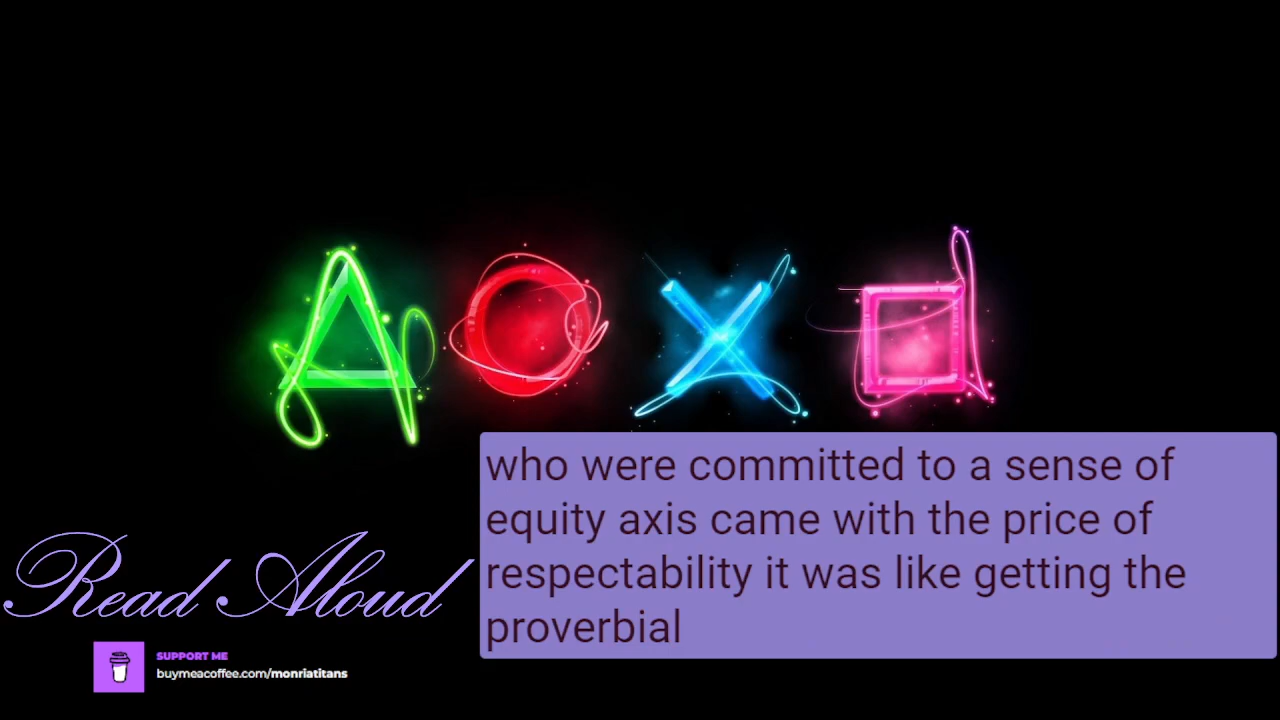 who were committed to a sense of
equity axis came with the price of
respectability it was like getting the
proverbial
Read Aloud
SUPPORT ME
buymeacoffee.com/monriatitans